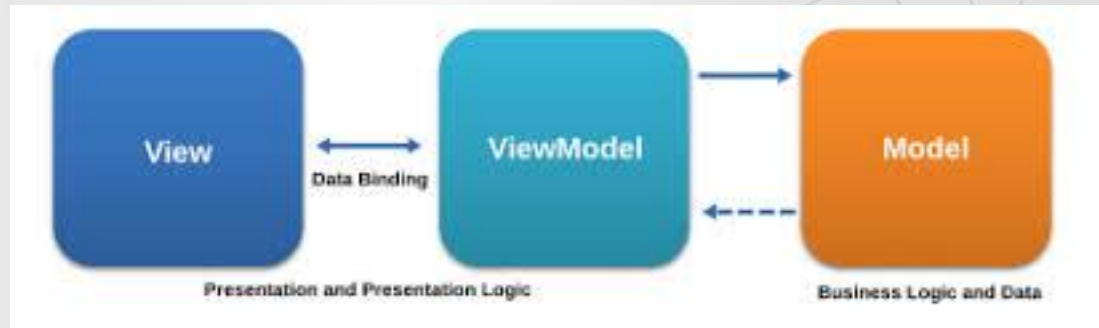 View
Data Binding
ViewModel
Model
Presentation and Presentation Logic
Business Logic and Data